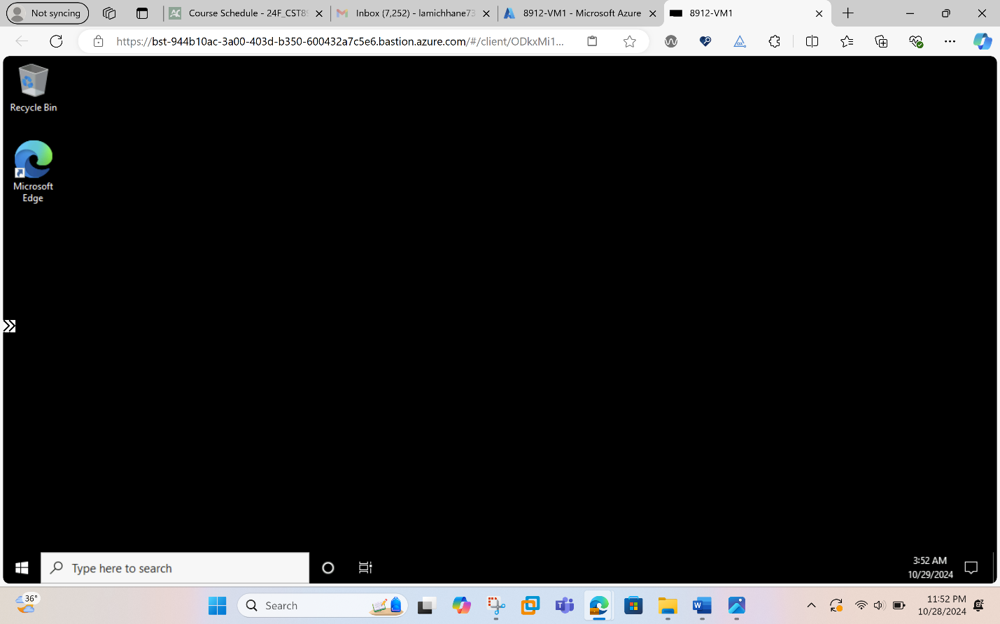 Not syncing
Course Schedule - 24F_CST89
Inbox (7,252) - lamichhane73
8912-VM1 - Microsoft Azure
8912-VM1
https://bst-944b10ac-3a00-403d-b350-600432a7c5e6.bastion.azure.com/#/client/ODkxMi1...
Recycle Bin
Microsoft
Edge
Type here to search
3:52 AM
10/29/2024
36°
Search
11:52 PM
10/28/2024